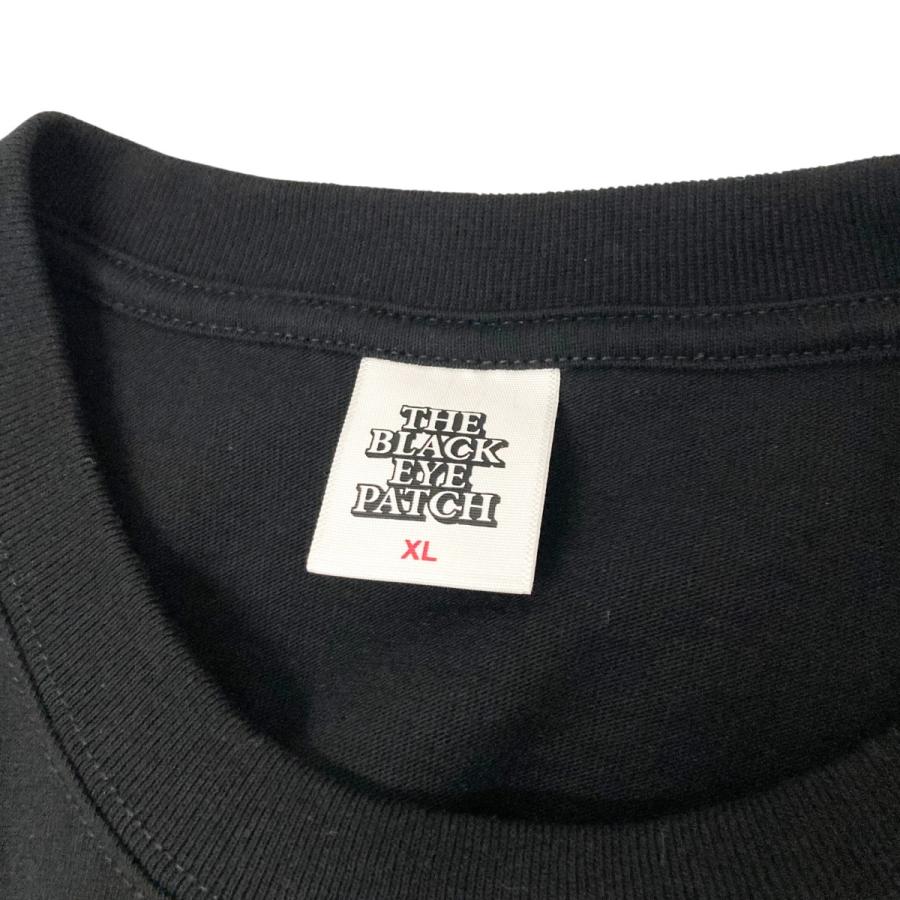 THE
BLACK
EYE
PATCH
XL